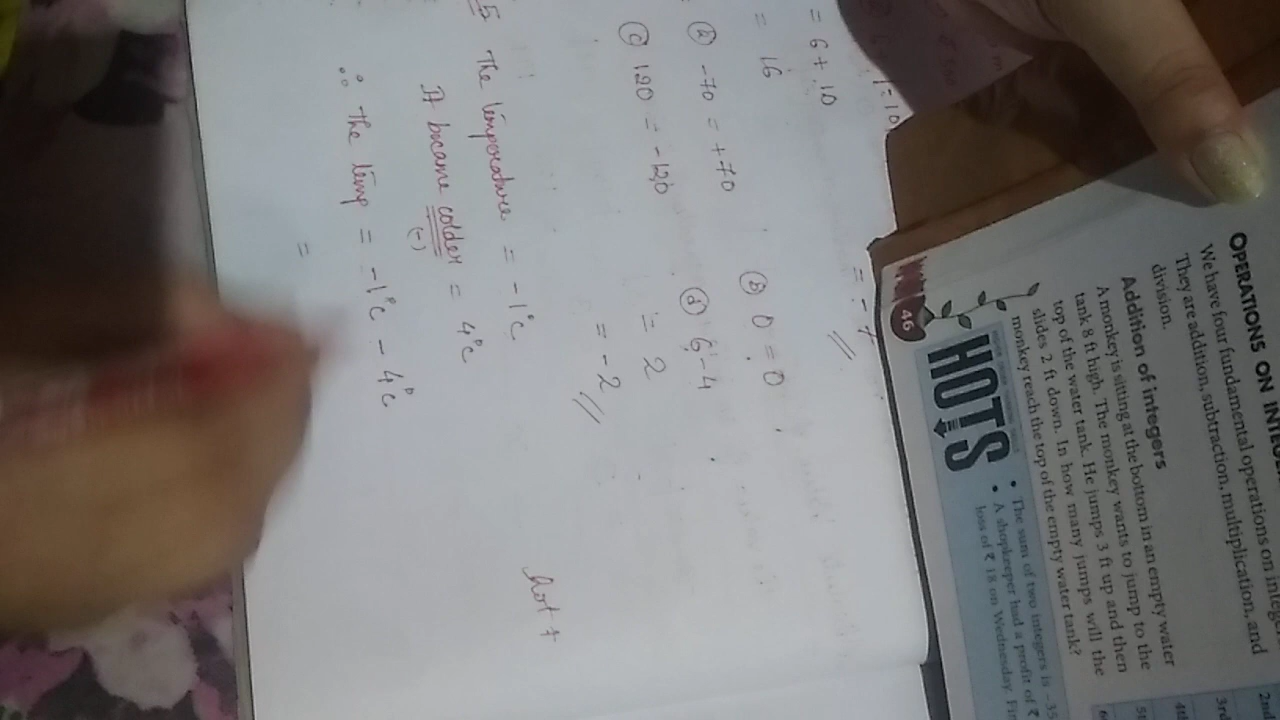 = 6 + 10
= 16
= -7
(a) -70 = +70
(b) 0 = 0
(c) 120 = -120
(d) 6-4
= 2
= -2
5 The temperature = -1°C
It became colder = 4°C
(-)
∴ the temp = -1°C - 4°C
=
hot +
OPERATIONS ON
We have four fundamental operations on
They are addition, subtraction, multiplication, and
division.
Addition of integers
A monkey is sitting at the bottom in an empty water
tank 8 ft high. The monkey wants to jump to the
top of the water tank. He jumps 3 ft up and then
slides 2 ft down. In how many jumps will the
monkey reach the top of the empty water tank?
46
HOTS
• The sum of two integers is -35
• A shopkeeper had a profit of ₹
loss of ₹ 18 on Wednesday.